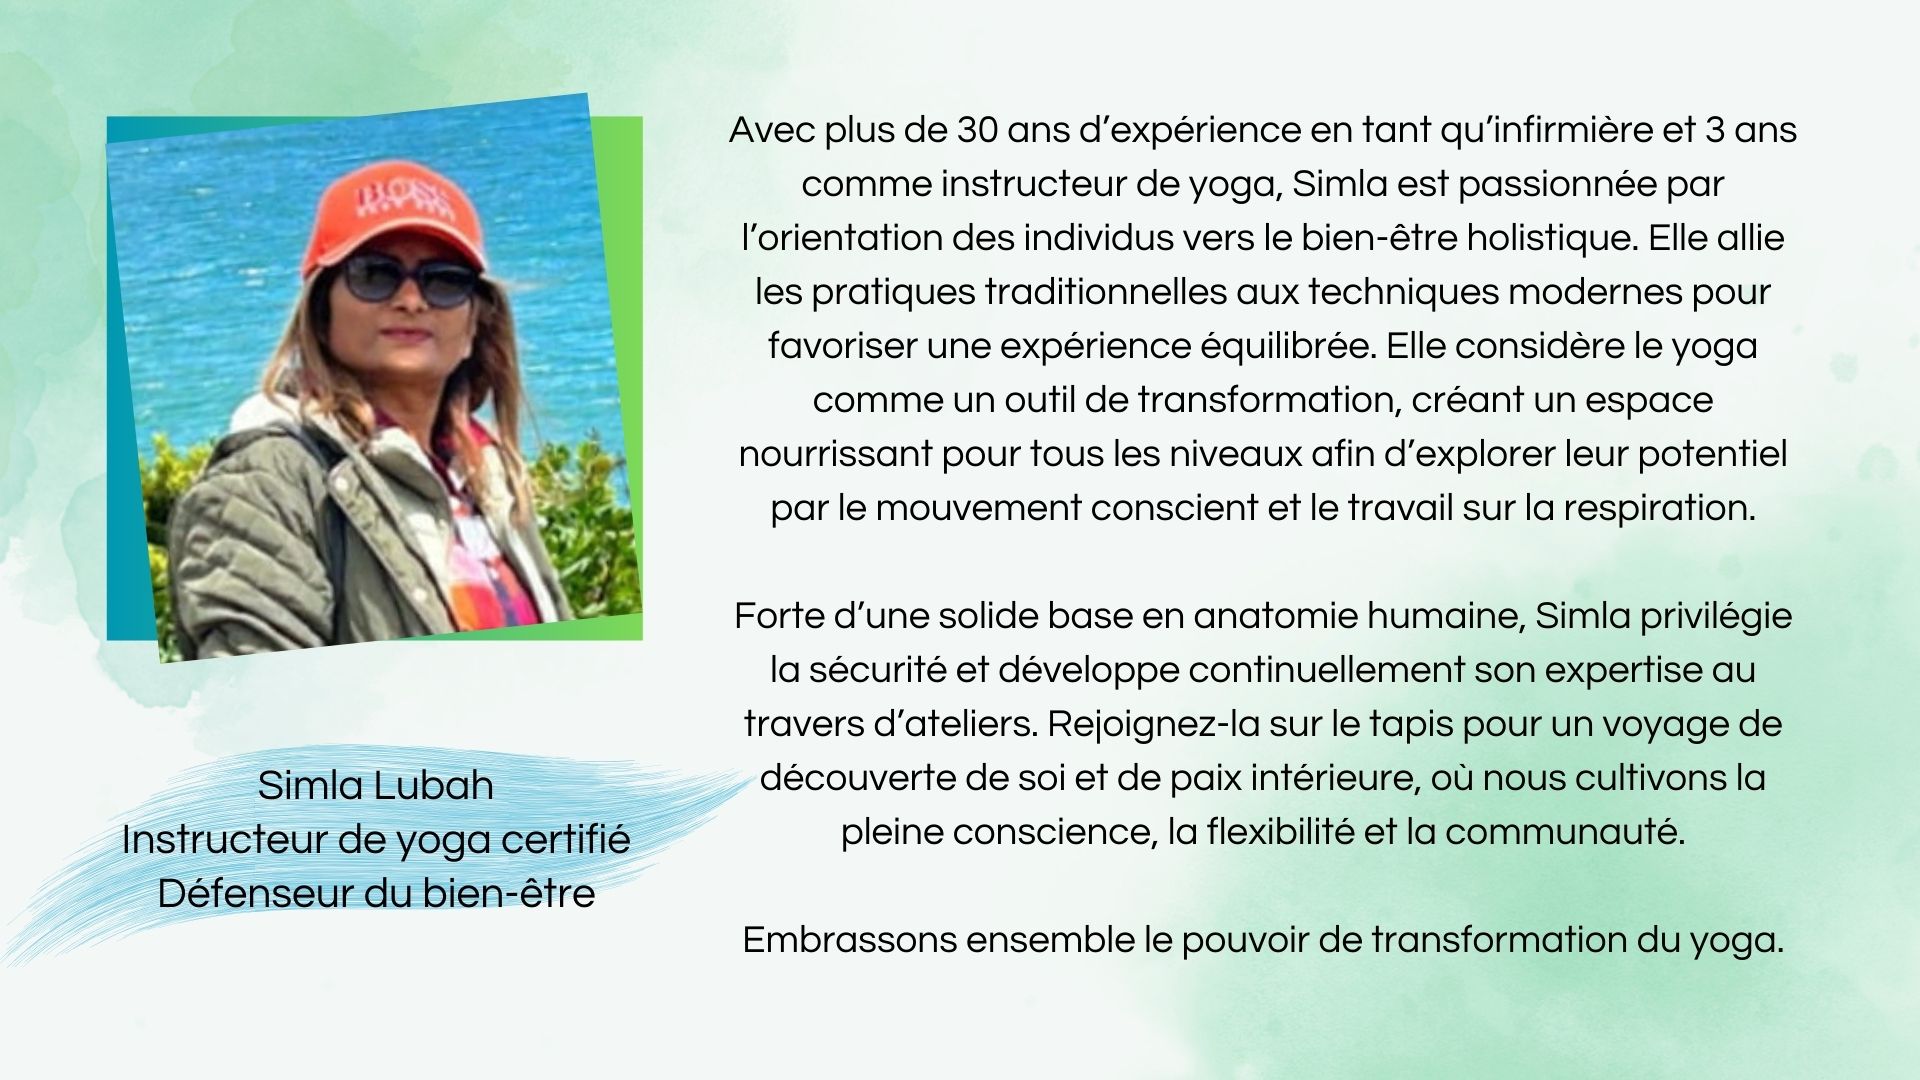 BOSS
Simla Lubah
Instructeur de yoga certifié
Défenseur du bien-être
Avec plus de 30 ans d’expérience en tant qu’infirmière et 3 ans
comme instructeur de yoga, Simla est passionnée par
l’orientation des individus vers le bien-être holistique. Elle allie
les pratiques traditionnelles aux techniques modernes pour
favoriser une expérience équilibrée. Elle considère le yoga
comme un outil de transformation, créant un espace
nourrissant pour tous les niveaux afin d’explorer leur potentiel
par le mouvement conscient et le travail sur la respiration.
Forte d’une solide base en anatomie humaine, Simla privilégie
la sécurité et développe continuellement son expertise au
travers d’ateliers. Rejoignez-la sur le tapis pour un voyage de
découverte de soi et de paix intérieure, où nous cultivons la
pleine conscience, la flexibilité et la communauté.
Embrassons ensemble le pouvoir de transformation du yoga.